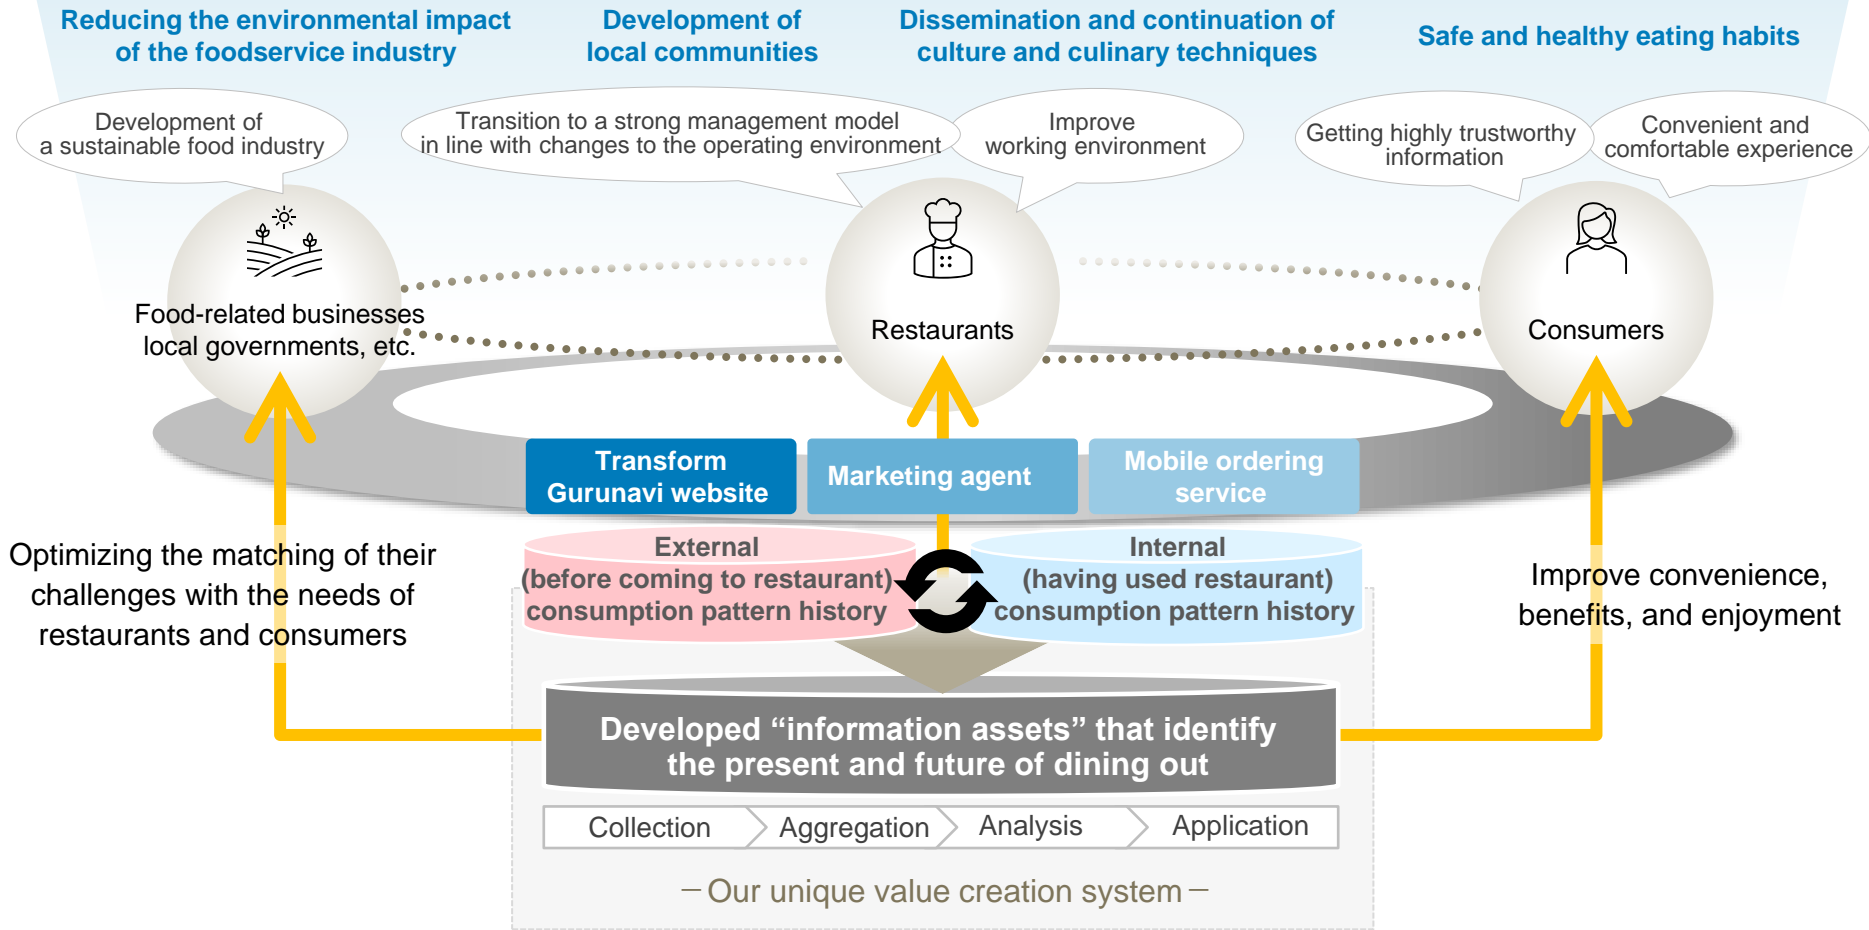 Reducing the environmental impact
of the foodservice industry
Development of
local communities
Dissemination and continuation of
culture and culinary techniques
Safe and healthy eating habits
Development of
a sustainable food industry
Transition to a strong management model
in line with changes to the operating environment
Improve
working environment
Getting highly trustworthy
information
Convenient and
comfortable experience
Food-related businesses
local governments, etc.
Restaurants
Consumers
Transform
Gurunavi website
Marketing agent
Mobile ordering
service
Optimizing the matching of their
challenges with the needs of
restaurants and consumers
External
(before coming to restaurant)
consumption pattern history
Internal
(having used restaurant)
consumption pattern history
Improve convenience,
benefits, and enjoyment
Developed “information assets” that identify
the present and future of dining out
Collection
Aggregation
Analysis
Application
－Our unique value creation system－